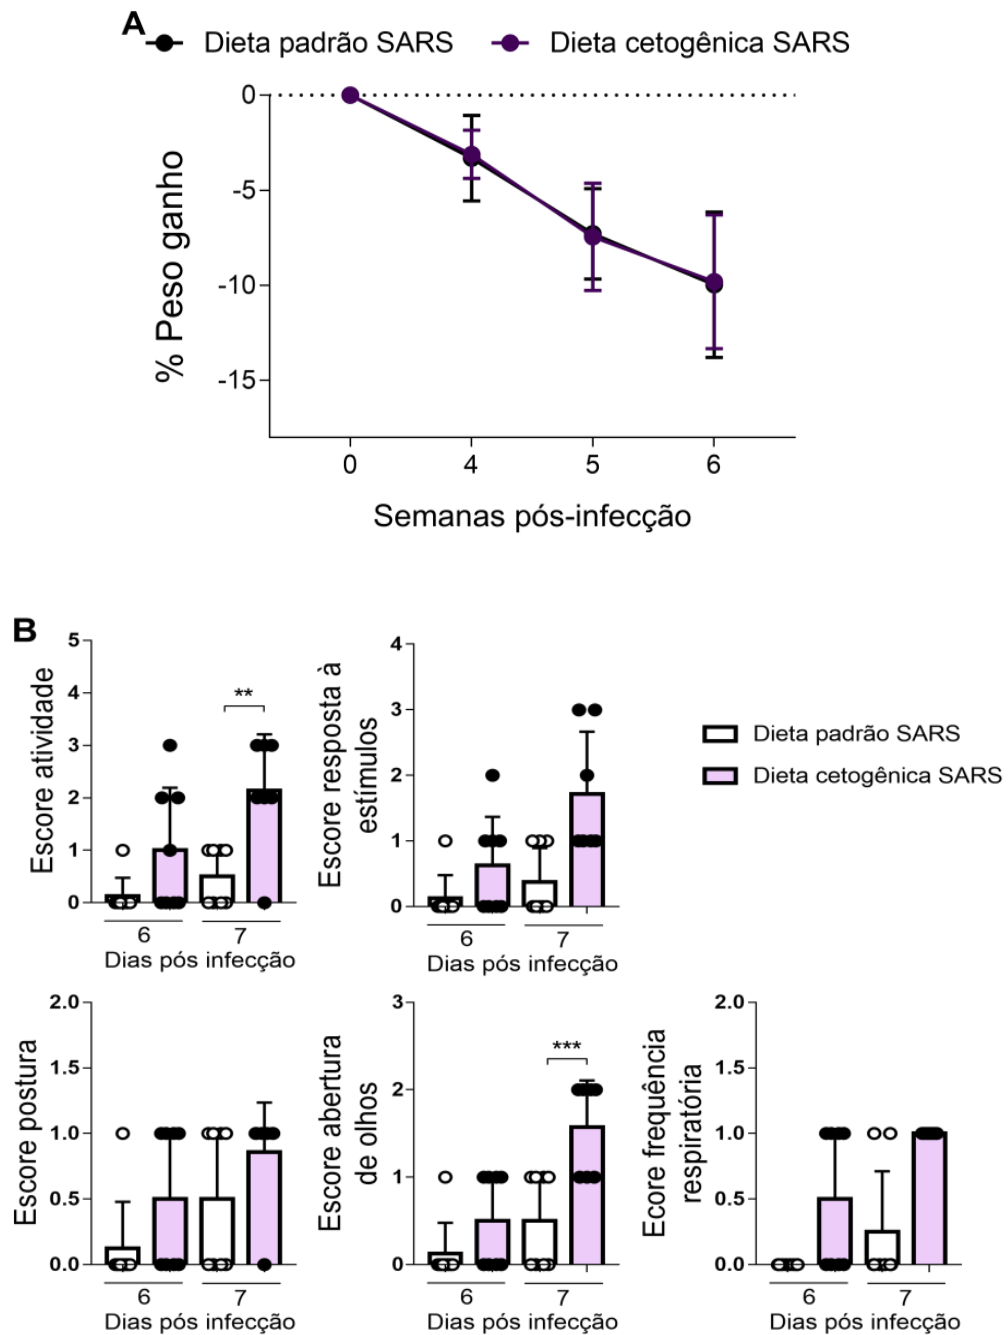 A
Dieta padrão SARS
Dieta cetogênica SARS
0
-5
-10
-15
% Peso ganho
0 4 5 6
Semanas pós-infecção
B
5
4
3
2
1
0
Escore atividade
**
6 7
Dias pós infecção
4
3
2
1
0
Escore resposta à
estímulos
6 7
Dias pós infecção
Dieta padrão SARS
Dieta cetogênica SARS
2.0
1.5
1.0
0.5
0.0
Escore postura
6 7
Dias pós infecção
3
2
1
0
Escore abertura
de olhos
***
6 7
Dias pós infecção
2.0
1.5
1.0
0.5
0.0
Ecore frequência
respiratória
6 7
Dias pós infecção